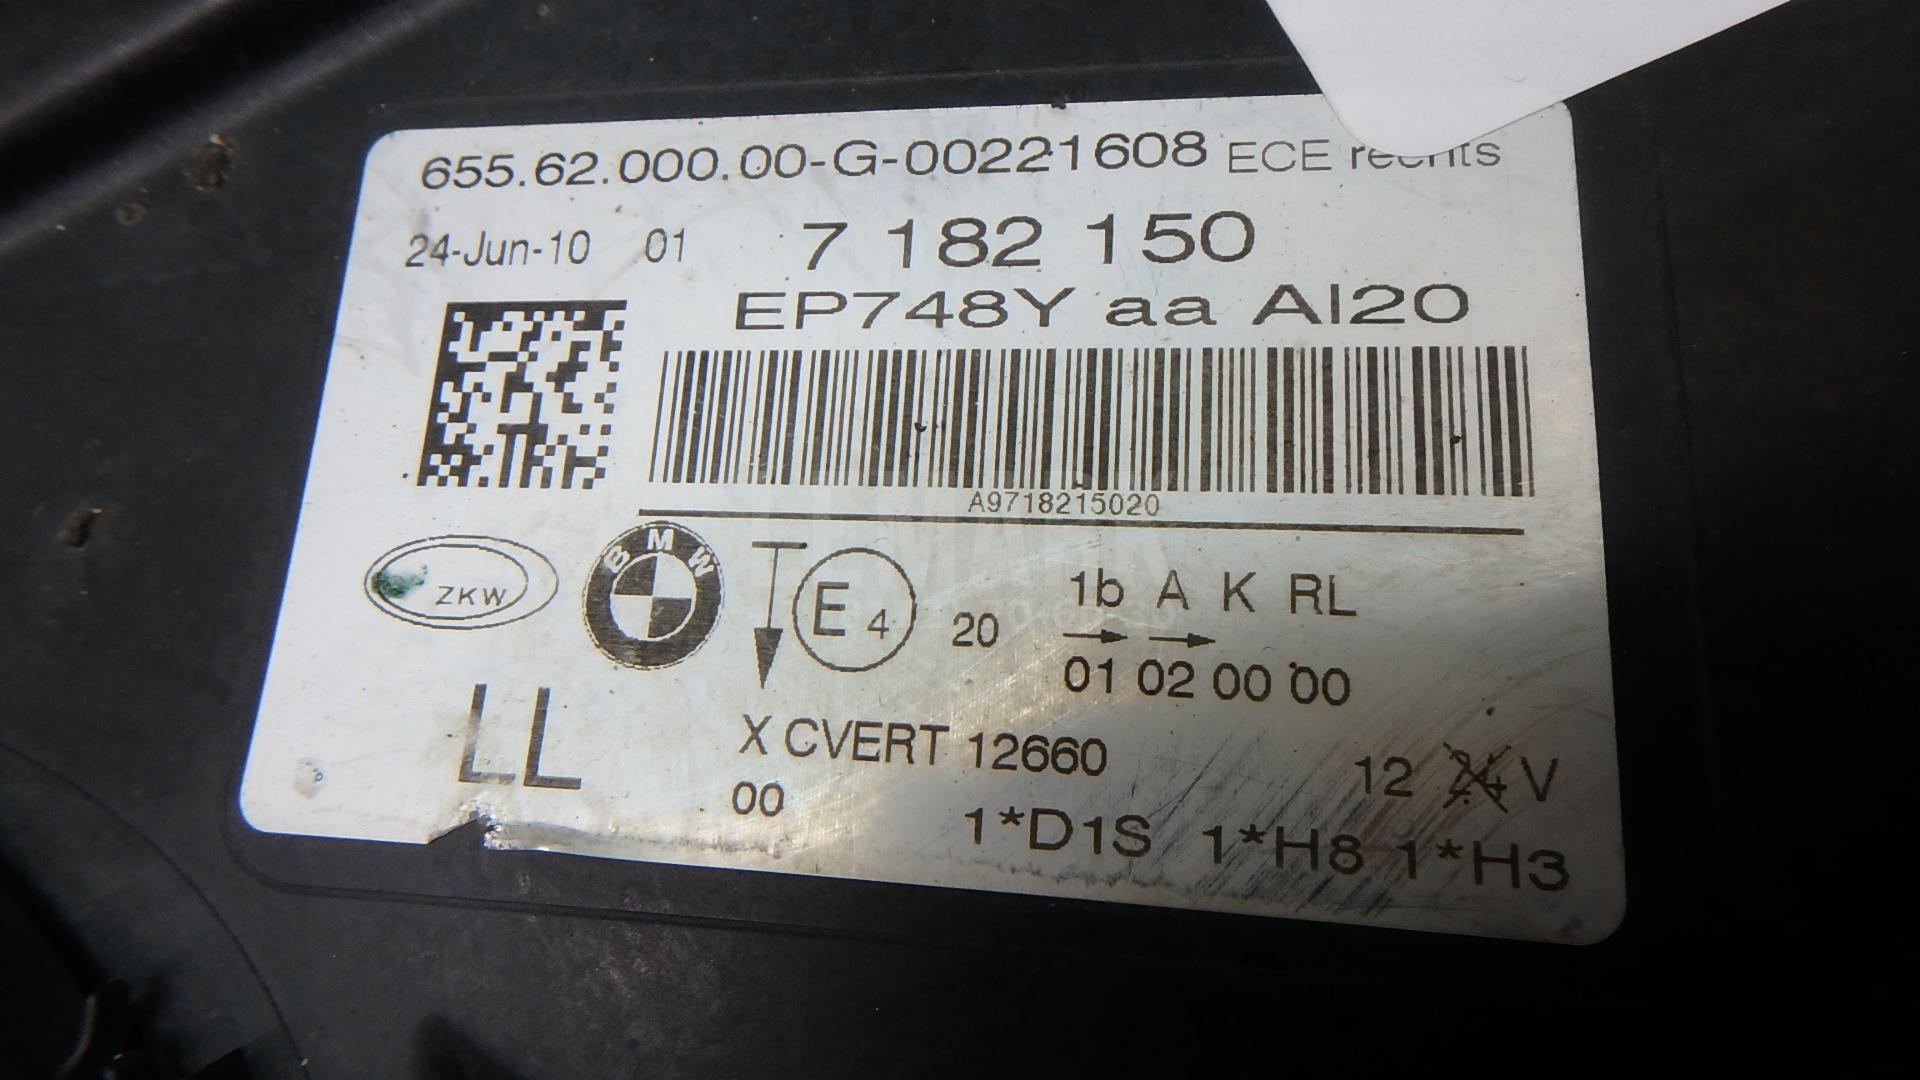 655.62.000.00-G-00221608 ECE rechts
24-Jun-10 01 7 182 150
EP748Y aa AI20
A9718215020
ZKW BMW E4 20 1b A K RL
01 02 00 00
LL X CVERT 12660
00
12 24 V
1*D1S 1*H8 1*H3